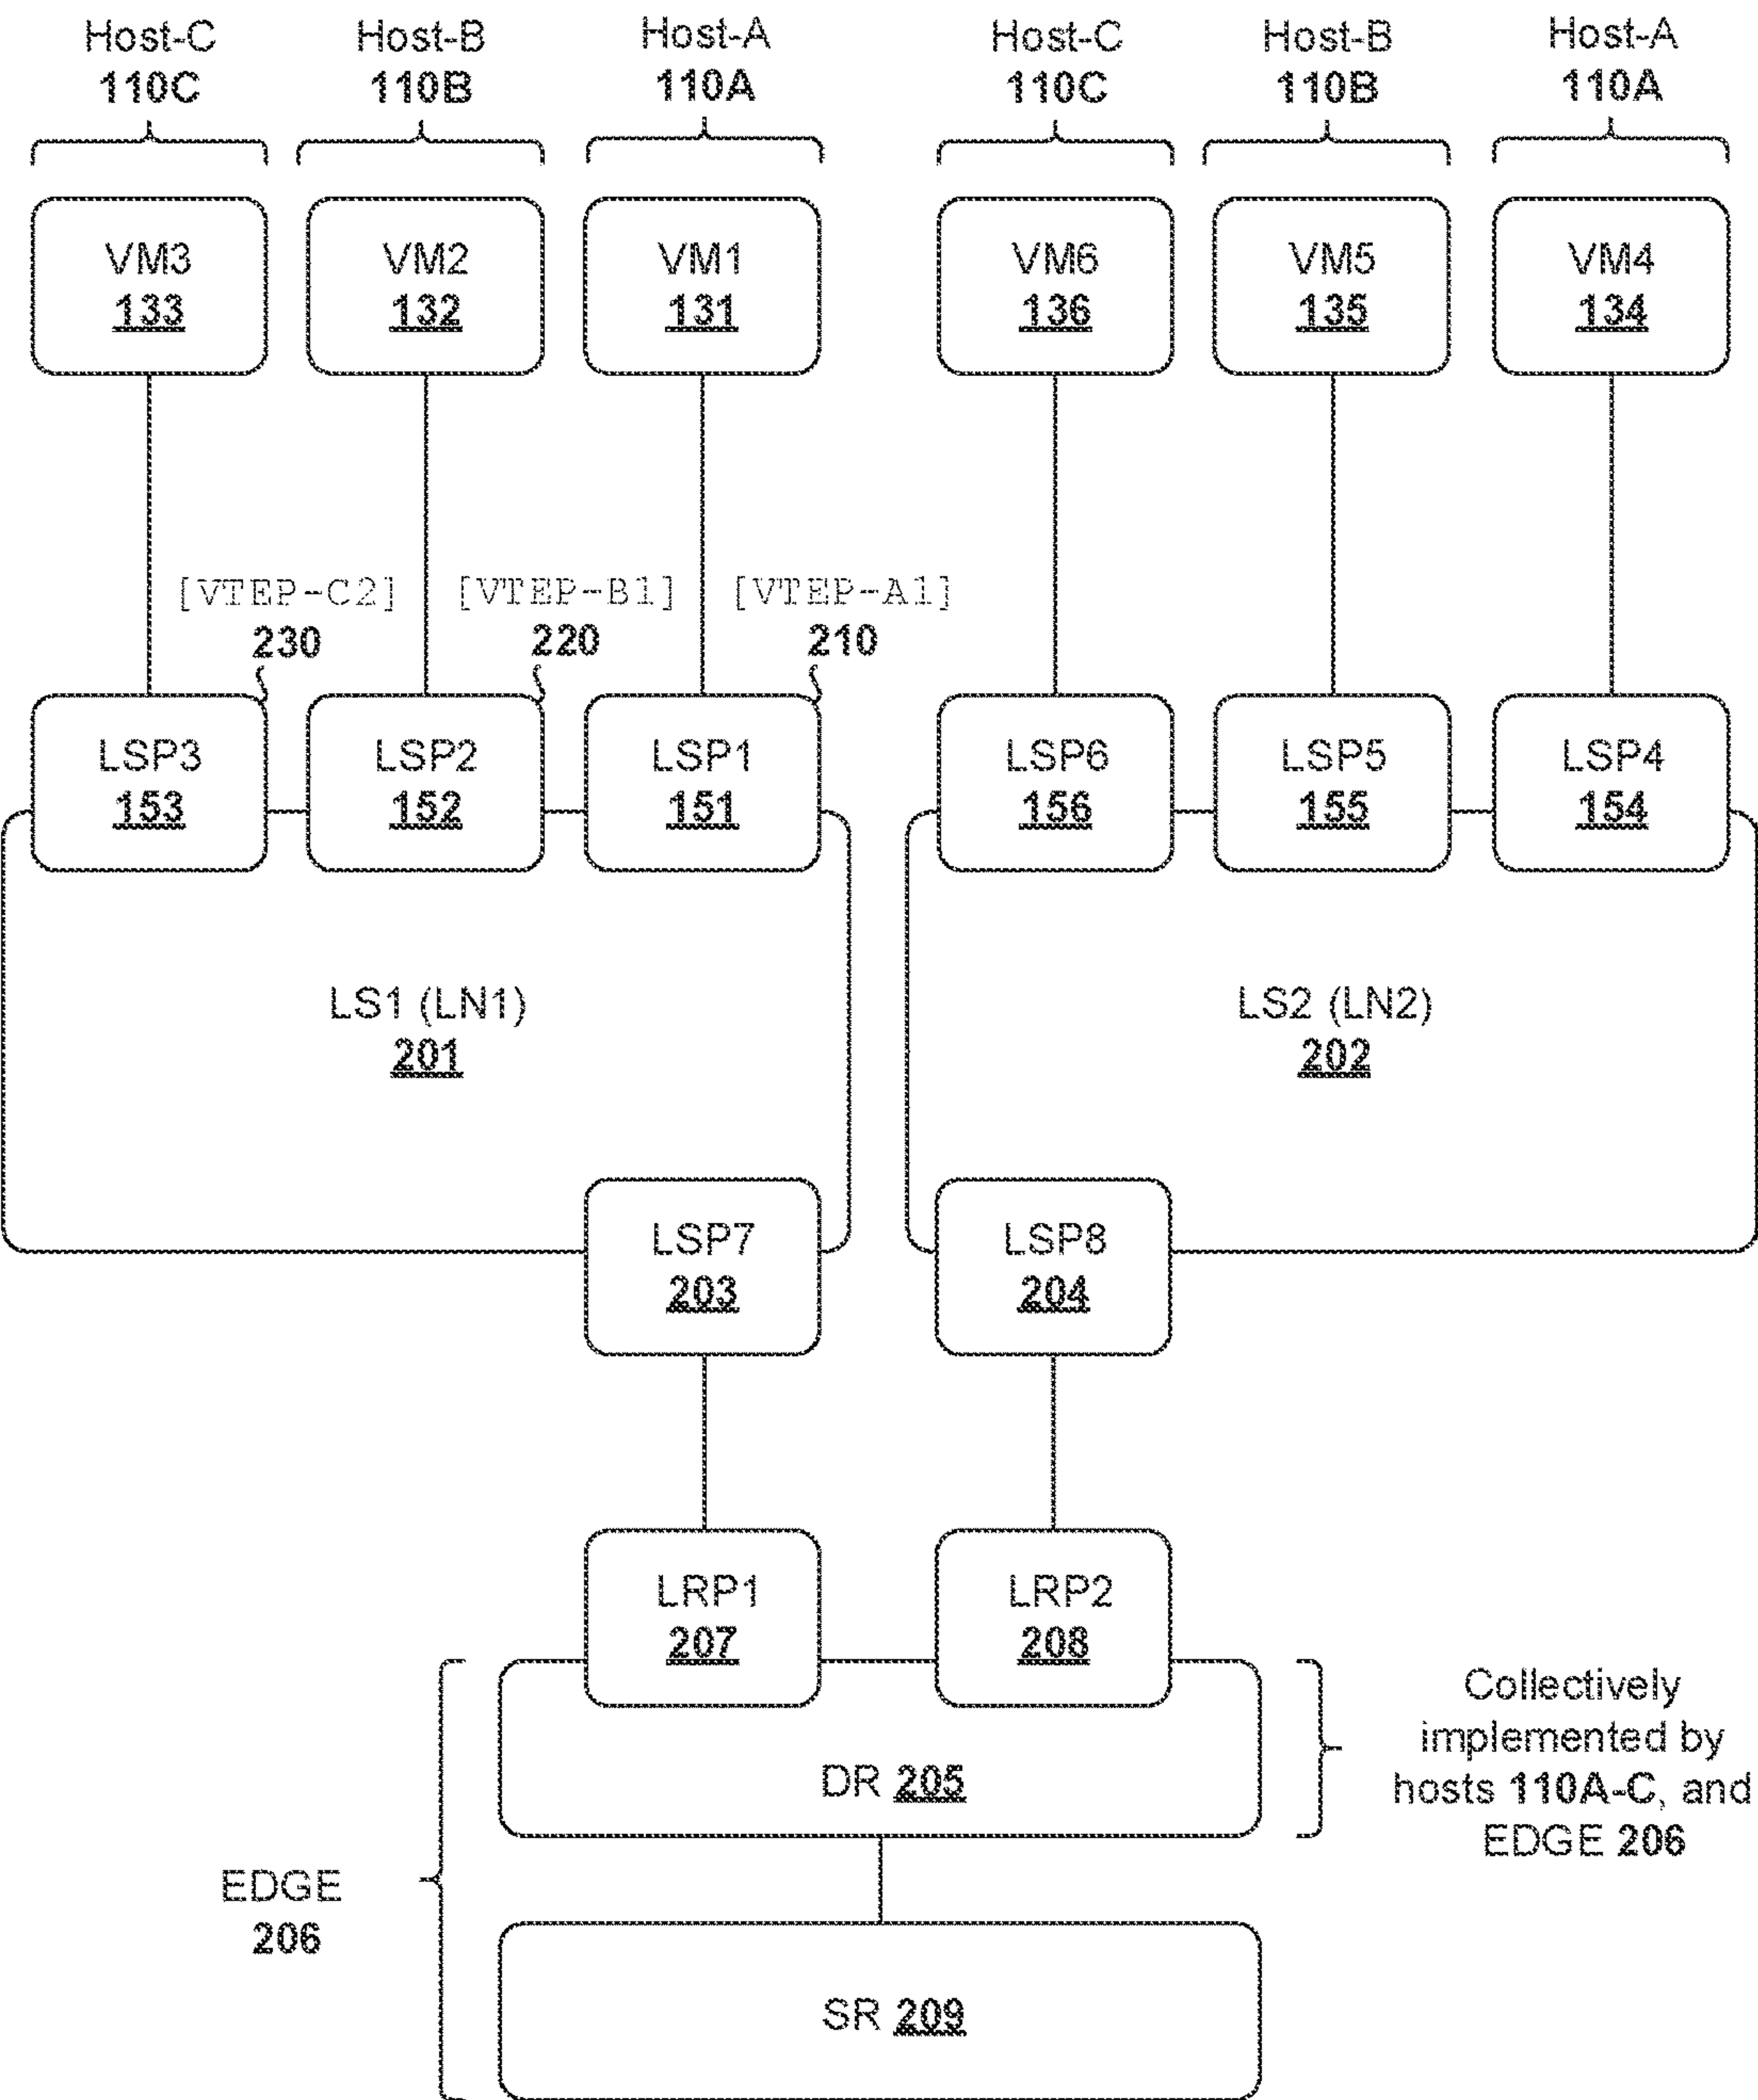 Host-C
110C
Host-B
110B
Host-A
110A
Host-C
110C
Host-B
110B
Host-A
110A
VM3
133
VM2
132
VM1
131
VM6
136
VM5
135
VM4
134
[VTEP-C2]
230
[VTEP-B1]
220
[VTEP-A1]
210
LSP3
153
LSP2
152
LSP1
151
LSP6
156
LSP5
155
LSP4
154
LS1 (LN1)
201
LS2 (LN2)
202
LSP7
203
LSP8
204
LRP1
207
LRP2
208
DR 205
Collectively
implemented by
hosts 110A-C, and
EDGE 206
EDGE
206
SR 209